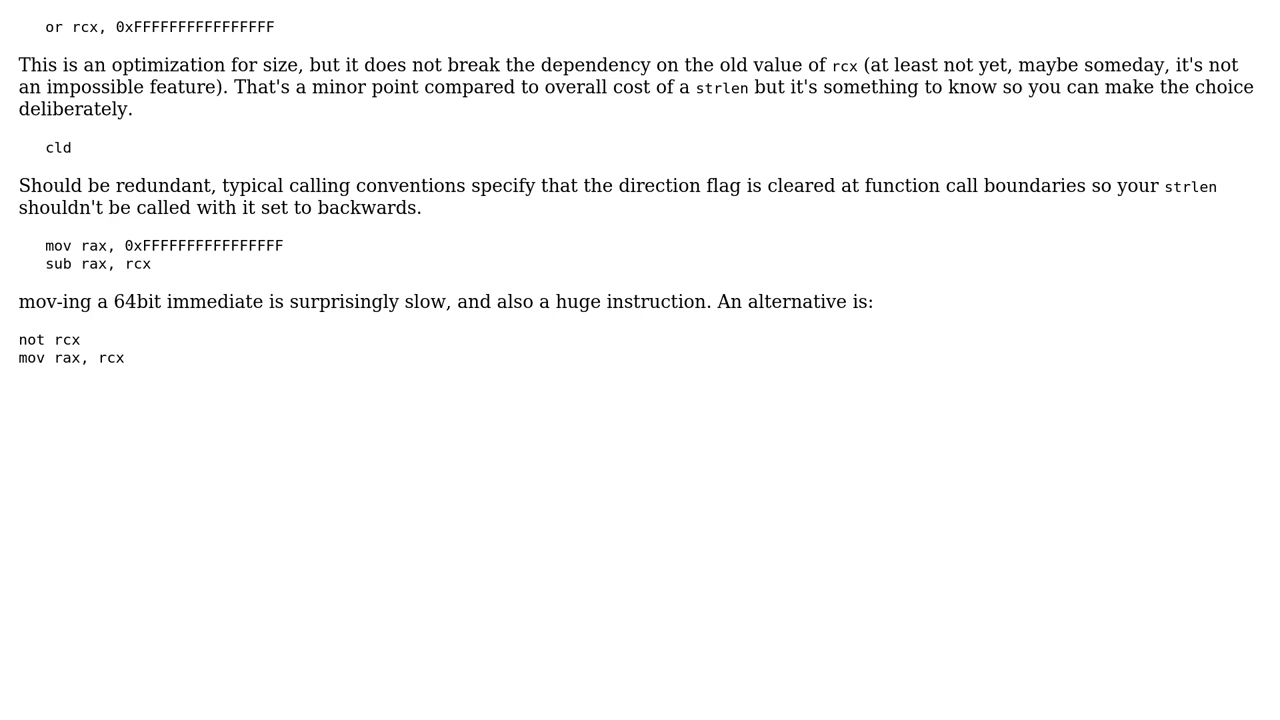 or rcx, 0xFFFFFFFFFFFFFFFF
This is an optimization for size, but it does not break the dependency on the old value of rcx (at least not yet, maybe someday, it's not
an impossible feature). That's a minor point compared to overall cost of a strlen but it's something to know so you can make the choice
deliberately.
cld
Should be redundant, typical calling conventions specify that the direction flag is cleared at function call boundaries so your strlen
shouldn't be called with it set to backwards.
mov rax, 0xFFFFFFFFFFFFFFFF
sub rax, rcx
mov-ing a 64bit immediate is surprisingly slow, and also a huge instruction. An alternative is:
not rcx
mov rax, rcx